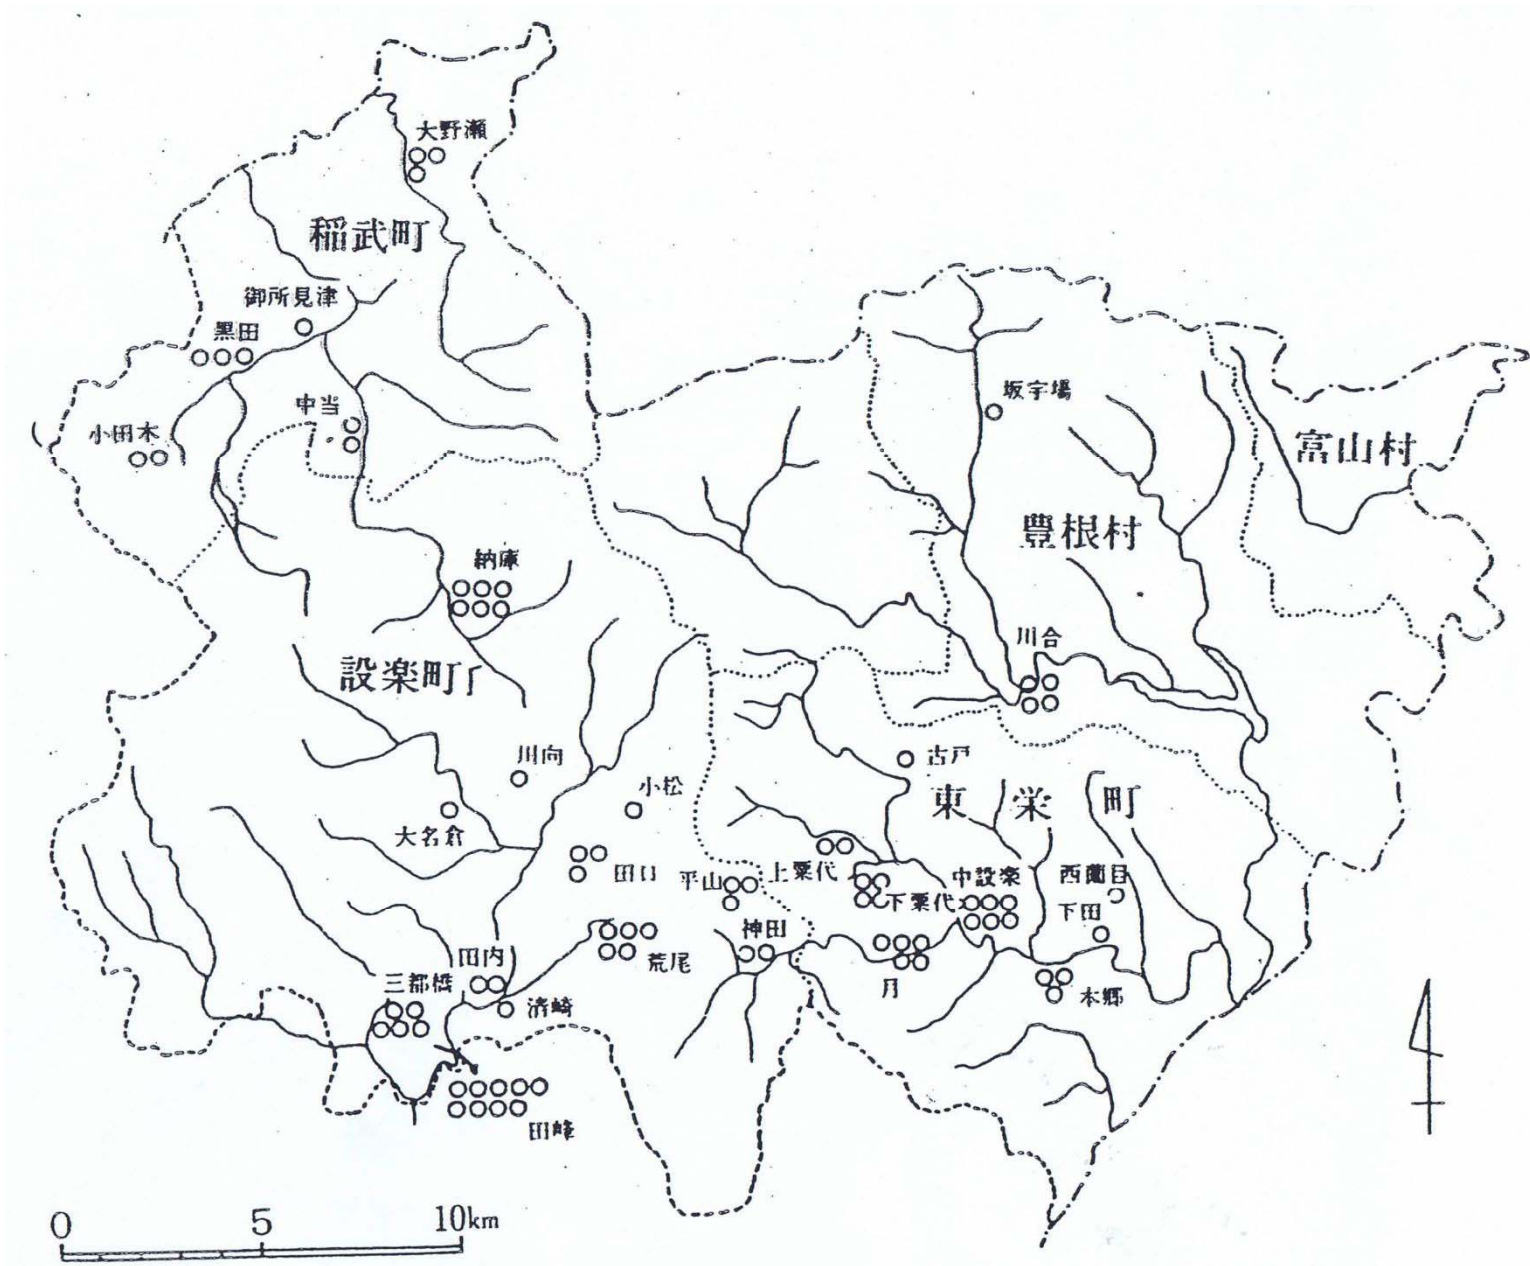 大野瀬
稲武町
御所見津
黒田
中当
小田木
坂宇場
富山村
豊根村
納庫
川合
設楽町
川向
小松
古戸
東栄町
大名倉
田口
平山
上粟代
下粟代
中設楽
西薗目
下田
神田
荒尾
田内
三都橋
清崎
月
本郷
田峰
0 5 10km